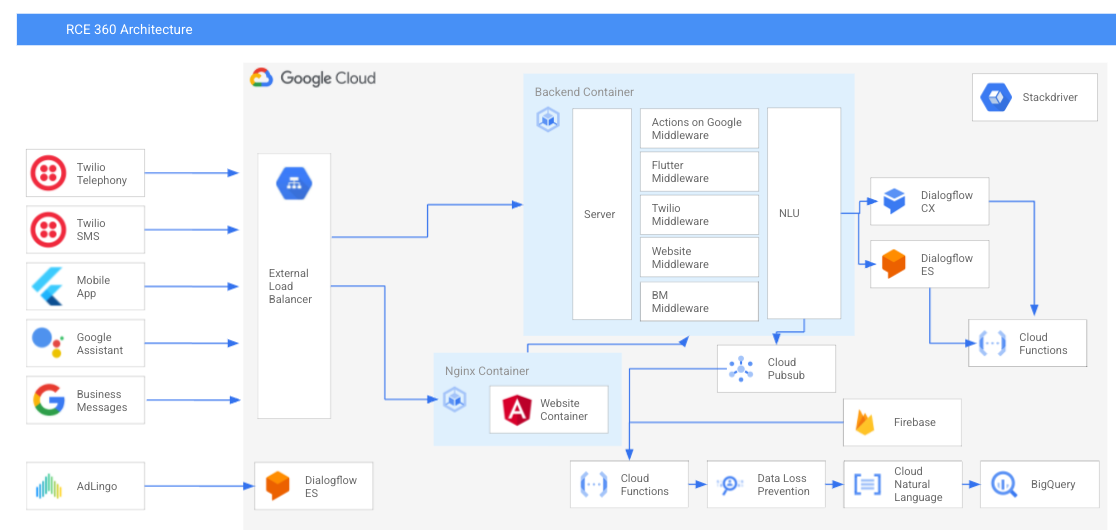 RCE 360 Architecture
Google Cloud
Backend Container
Stackdriver
Actions on Google
Middleware
Flutter
Middleware
Twilio
Middleware
Website
Middleware
BM
Middleware
Server
NLU
Twilio
Telephony
Twilio
SMS
Mobile
App
Google
Assistant
Business
Messages
AdLingo
External
Load
Balancer
Dialogflow
CX
Dialogflow
ES
Cloud
Functions
Cloud
Pubsub
Nginx Container
Website
Container
Firebase
Dialogflow
ES
Cloud
Functions
Data Loss
Prevention
Cloud
Natural
Language
BigQuery